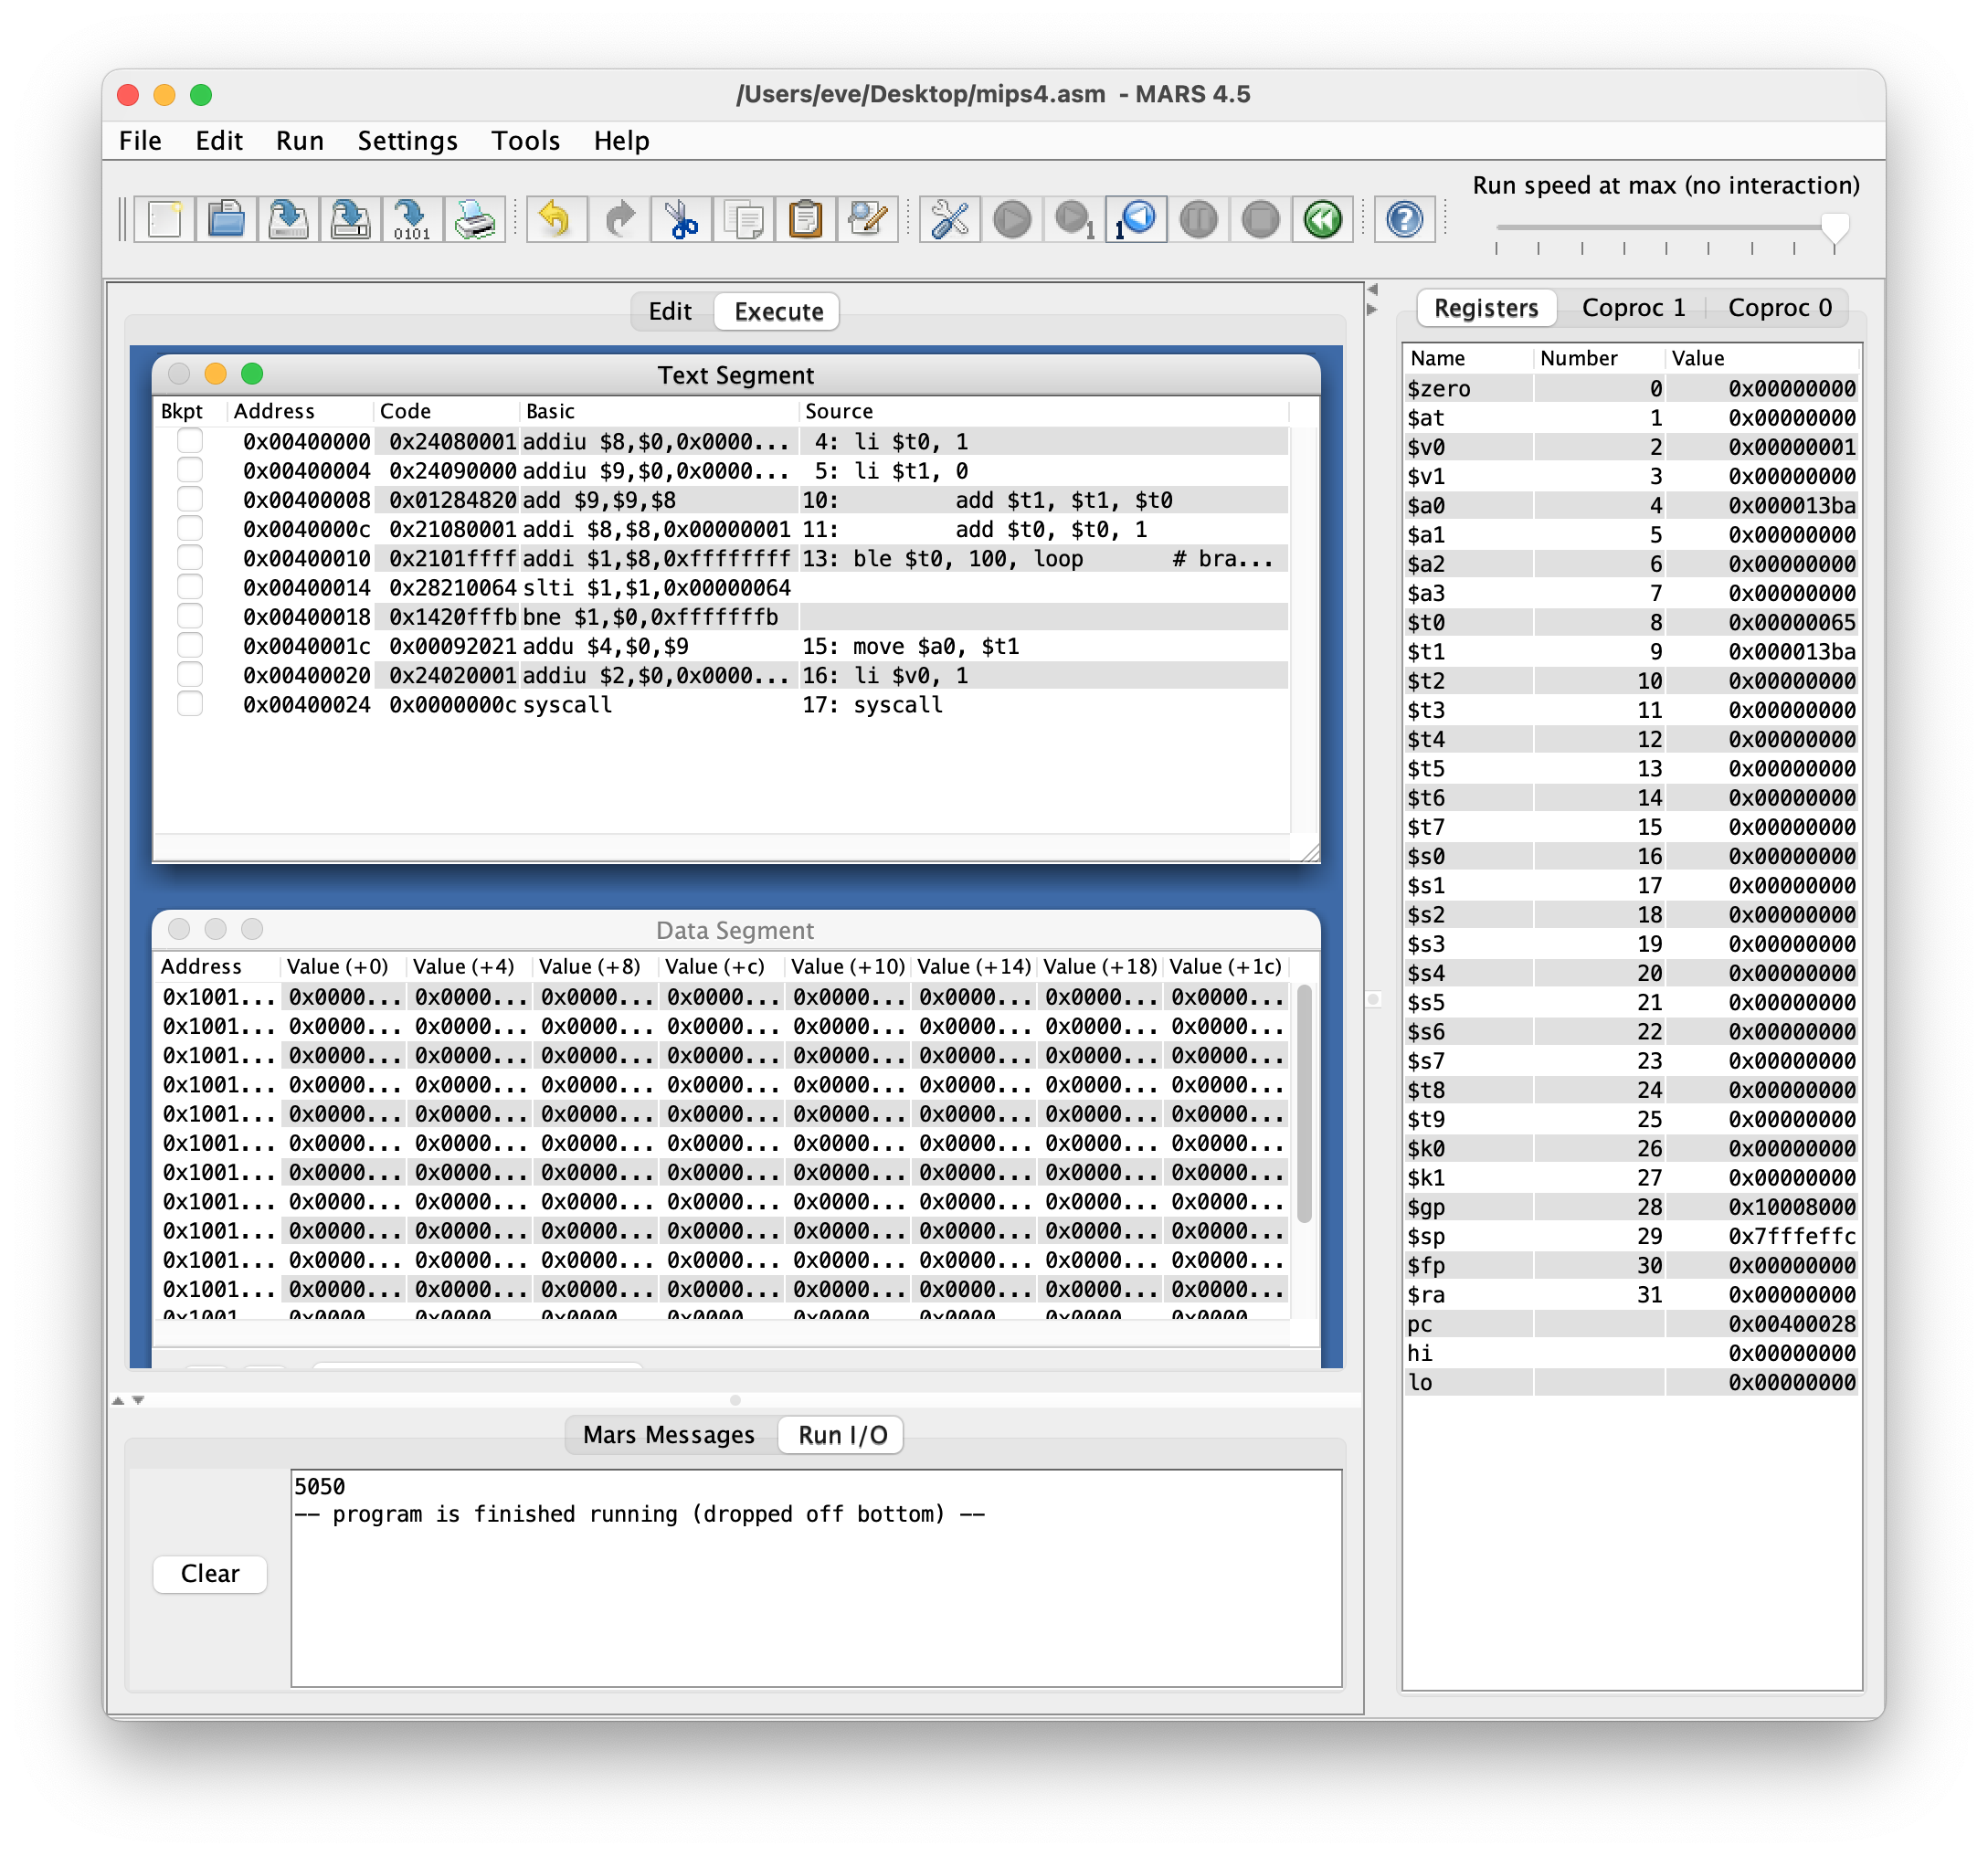 /Users/eve/Desktop/mips4.asm - MARS 4.5
File Edit Run Settings Tools Help
Run speed at max (no interaction)
0101
1
1
Edit Execute
Text Segment
Bkpt Address Code Basic Source
0x00400000 0x24080001 addiu $8,$0,0x0000... 4: li $t0, 1
0x00400004 0x24090000 addiu $9,$0,0x0000... 5: li $t1, 0
0x00400008 0x01284820 add $9,$9,$8 10: add $t1, $t1, $t0
0x0040000c 0x21080001 addi $8,$8,0x00000001 11: add $t0, $t0, 1
0x00400010 0x2101ffff addi $1,$8,0xffffffff 13: ble $t0, 100, loop # bra...
0x00400014 0x28210064 slti $1,$1,0x00000064
0x00400018 0x1420fffb bne $1,$0,0xfffffffb
0x0040001c 0x00092021 addu $4,$0,$9 15: move $a0, $t1
0x00400020 0x24020001 addiu $2,$0,0x0000... 16: li $v0, 1
0x00400024 0x0000000c syscall 17: syscall
Data Segment
Address Value (+0) Value (+4) Value (+8) Value (+c) Value (+10) Value (+14) Value (+18) Value (+1c)
0x1001... 0x0000... 0x0000... 0x0000... 0x0000... 0x0000... 0x0000... 0x0000... 0x0000...
0x1001... 0x0000... 0x0000... 0x0000... 0x0000... 0x0000... 0x0000... 0x0000... 0x0000...
0x1001... 0x0000... 0x0000... 0x0000... 0x0000... 0x0000... 0x0000... 0x0000... 0x0000...
0x1001... 0x0000... 0x0000... 0x0000... 0x0000... 0x0000... 0x0000... 0x0000... 0x0000...
0x1001... 0x0000... 0x0000... 0x0000... 0x0000... 0x0000... 0x0000... 0x0000... 0x0000...
0x1001... 0x0000... 0x0000... 0x0000... 0x0000... 0x0000... 0x0000... 0x0000... 0x0000...
0x1001... 0x0000... 0x0000... 0x0000... 0x0000... 0x0000... 0x0000... 0x0000... 0x0000...
0x1001... 0x0000... 0x0000... 0x0000... 0x0000... 0x0000... 0x0000... 0x0000... 0x0000...
0x1001... 0x0000... 0x0000... 0x0000... 0x0000... 0x0000... 0x0000... 0x0000... 0x0000...
0x1001... 0x0000... 0x0000... 0x0000... 0x0000... 0x0000... 0x0000... 0x0000... 0x0000...
0x1001... 0x0000... 0x0000... 0x0000... 0x0000... 0x0000... 0x0000... 0x0000... 0x0000...
Mars Messages Run I/O
5050
-- program is finished running (dropped off bottom) --
Clear
Registers Coproc 1 Coproc 0
Name Number Value
$zero 0 0x00000000
$at 1 0x00000000
$v0 2 0x00000001
$v1 3 0x00000000
$a0 4 0x000013ba
$a1 5 0x00000000
$a2 6 0x00000000
$a3 7 0x00000000
$t0 8 0x00000065
$t1 9 0x000013ba
$t2 10 0x00000000
$t3 11 0x00000000
$t4 12 0x00000000
$t5 13 0x00000000
$t6 14 0x00000000
$t7 15 0x00000000
$s0 16 0x00000000
$s1 17 0x00000000
$s2 18 0x00000000
$s3 19 0x00000000
$s4 20 0x00000000
$s5 21 0x00000000
$s6 22 0x00000000
$s7 23 0x00000000
$t8 24 0x00000000
$t9 25 0x00000000
$k0 26 0x00000000
$k1 27 0x00000000
$gp 28 0x10008000
$sp 29 0x7fffeffc
$fp 30 0x00000000
$ra 31 0x00000000
pc 0x00400028
hi 0x00000000
lo 0x00000000